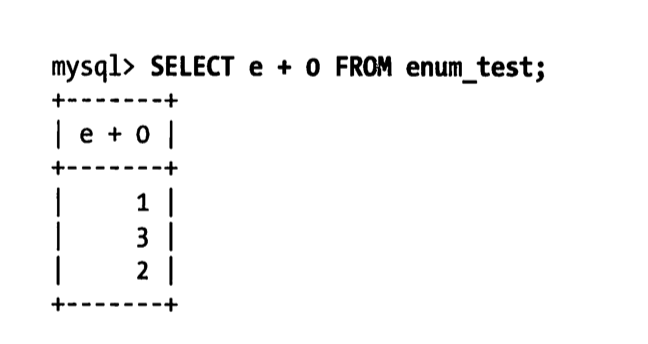 mysql> SELECT e + 0 FROM enum_test;
+-------+
| e + 0 |
+-------+
|     1 |
|     3 |
|     2 |
+-------+